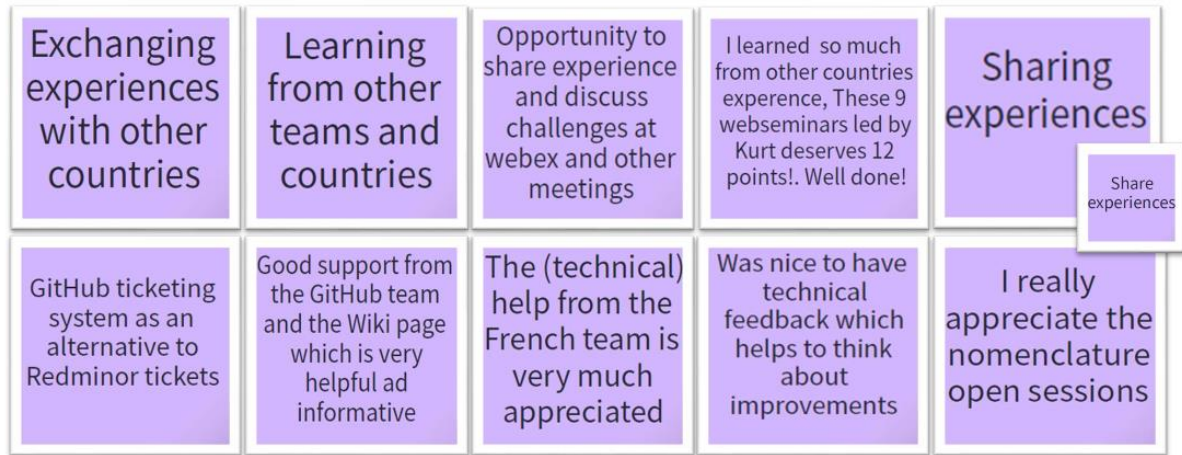 Exchanging
experiences
with other
countries
Learning
from other
teams and
countries
Opportunity to
share experience
and discuss
challenges at
webex and other
meetings
I learned so much
from other countries
experence, These 9
webseminars led by
Kurt deserves 12
points!. Well done!
Sharing
experiences
Share
experiences
GitHub ticketing
system as an
alternative to
Redminor tickets
Good support from
the GitHub team
and the Wiki page
which is very
helpful ad
informative
The (technical)
help from the
French team is
very much
appreciated
Was nice to have
technical
feedback which
helps to think
about
improvements
I really
appreciate the
nomenclature
open sessions